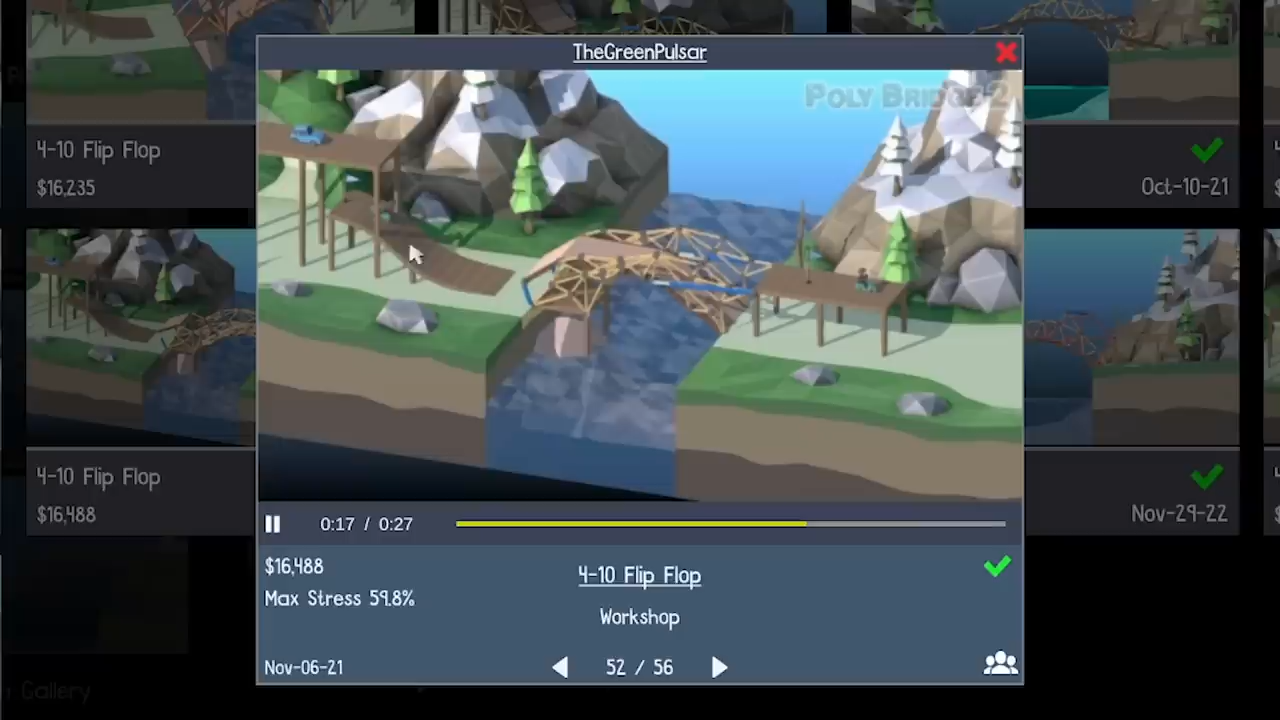 TheGreenPulsar
POLY BRIDGE 2
4-10 Flip Flop
$16,235
Oct-10-21
4-10 Flip Flop
$16,488
Nov-29-22
0:17 / 0:27
$16,488
4-10 Flip Flop
Max Stress 59.8%
Workshop
Nov-06-21
52 / 56
Gallery